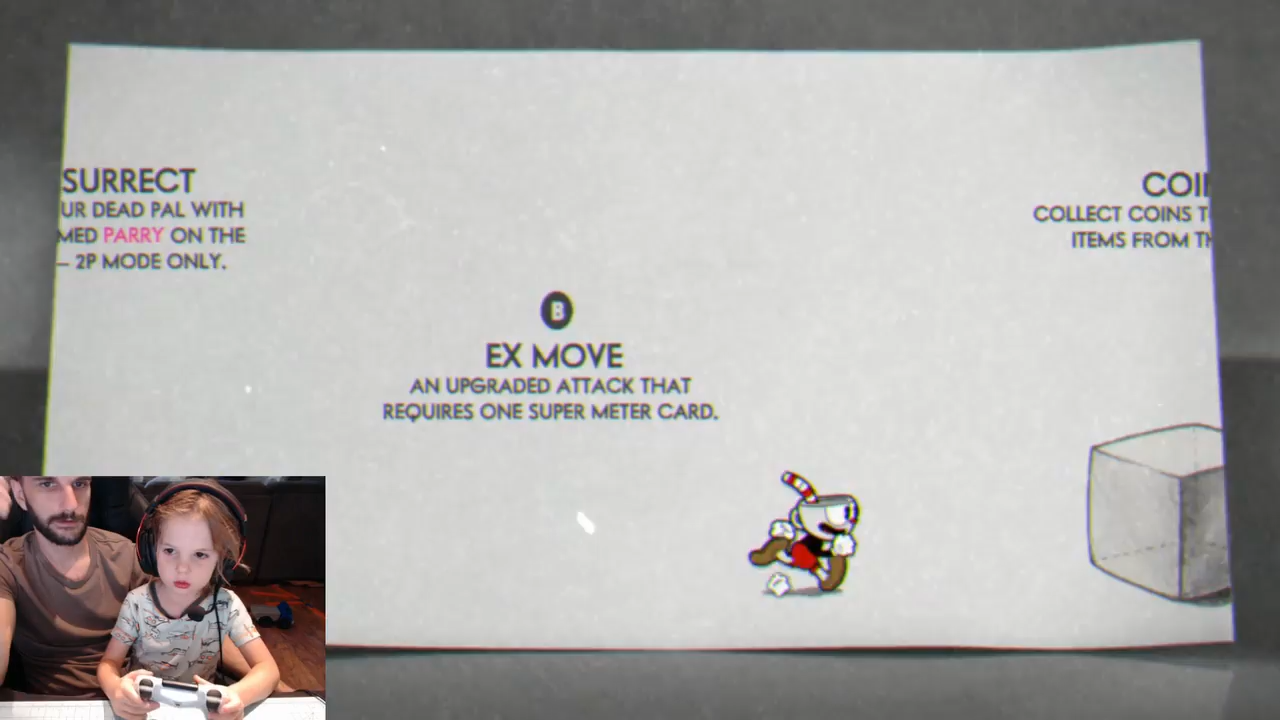 SURRECT
UR DEAD PAL WITH
MED PARRY ON THE
– 2P MODE ONLY.
B
EX MOVE
AN UPGRADED ATTACK THAT
REQUIRES ONE SUPER METER CARD.
COIN
COLLECT COINS T
ITEMS FROM TH